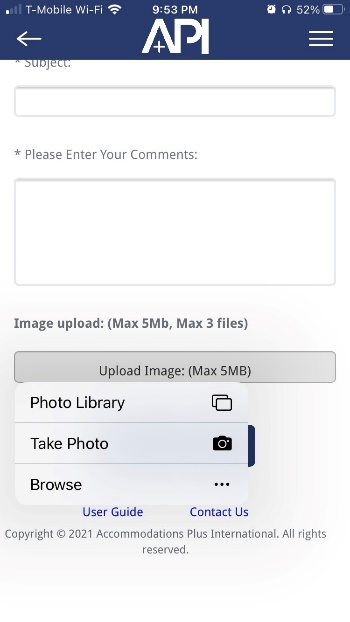 T-Mobile Wi-Fi 9:53 PM 52%
API
* Subject:
* Please Enter Your Comments:
Image upload: (Max 5Mb, Max 3 files)
Upload Image: (Max 5MB)
Photo Library
Take Photo
Browse
User Guide Contact Us
Copyright © 2021 Accommodations Plus International. All rights
reserved.